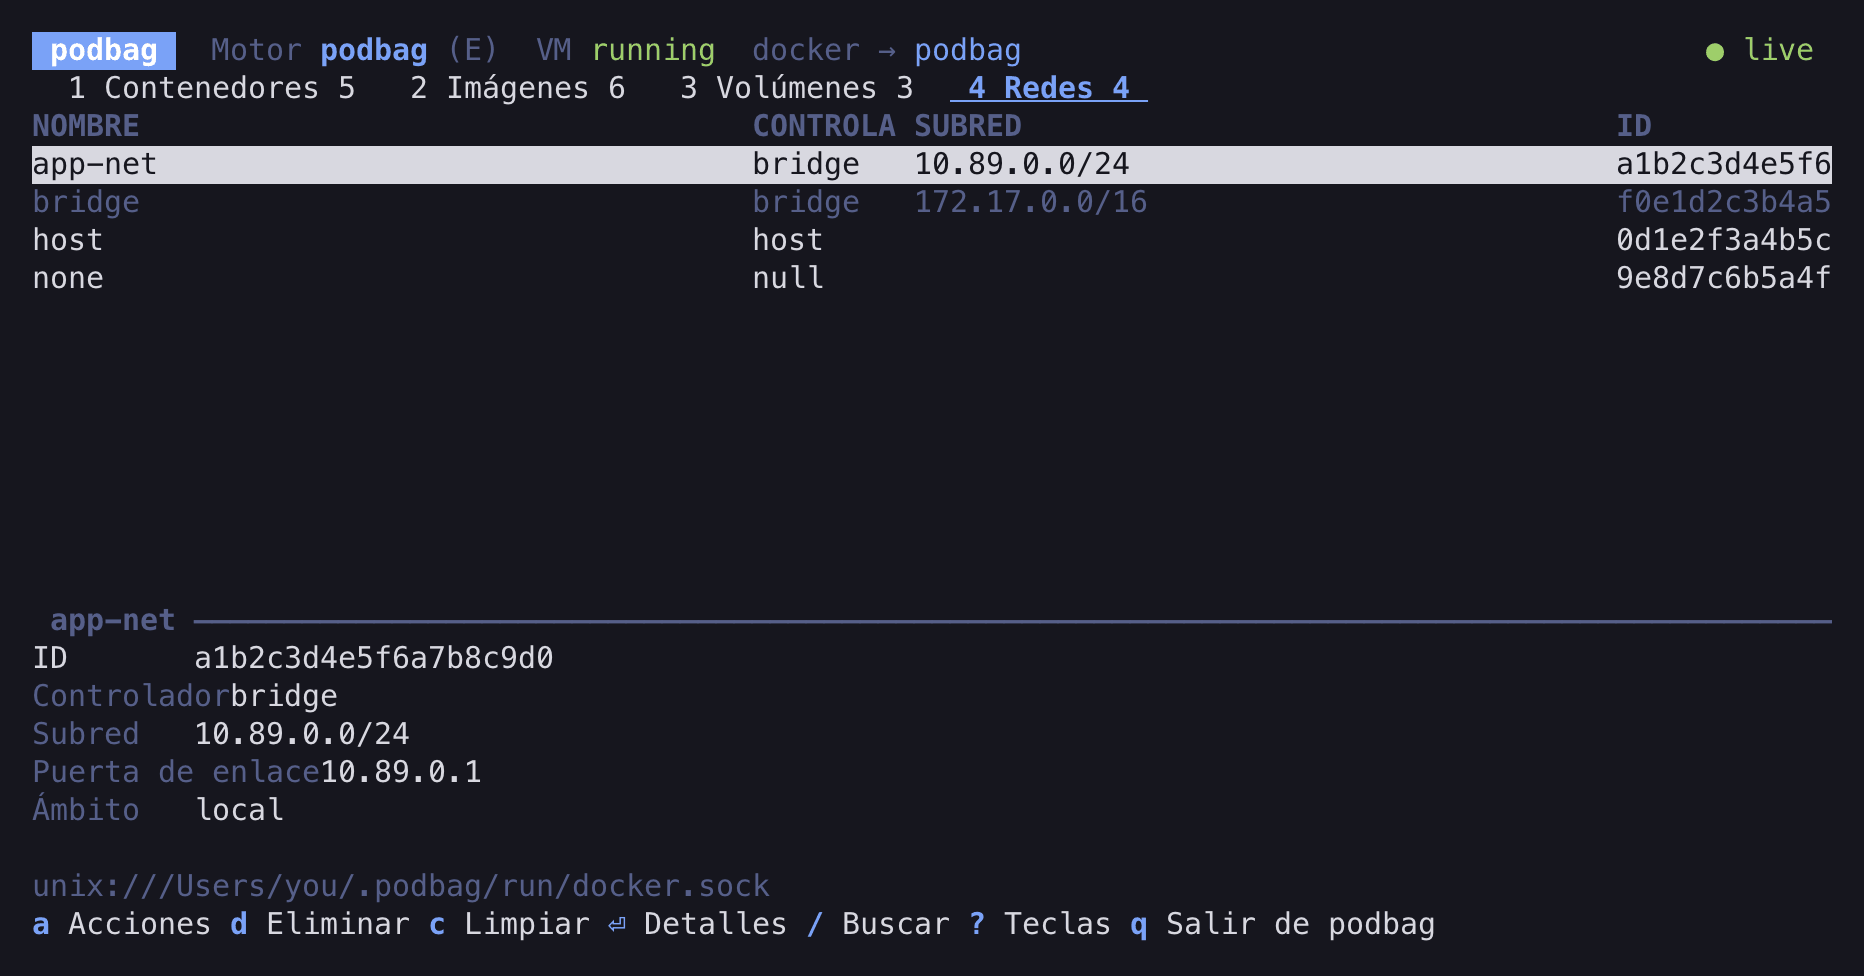 podbag Motor podbag (E) VM running docker → podbag ● live
1 Contenedores 5 2 Imágenes 6 3 Volúmenes 3 4 Redes 4
NOMBRE CONTROLA SUBRED ID
app-net bridge 10.89.0.0/24 a1b2c3d4e5f6
bridge bridge 172.17.0.0/16 f0e1d2c3b4a5
host host 0d1e2f3a4b5c
none null 9e8d7c6b5a4f
app-net
ID a1b2c3d4e5f6a7b8c9d0
Controladorbridge
Subred 10.89.0.0/24
Puerta de enlace10.89.0.1
Ámbito local
unix:///Users/you/.podbag/run/docker.sock
a Acciones d Eliminar c Limpiar ⏎ Detalles / Buscar ? Teclas q Salir de podbag